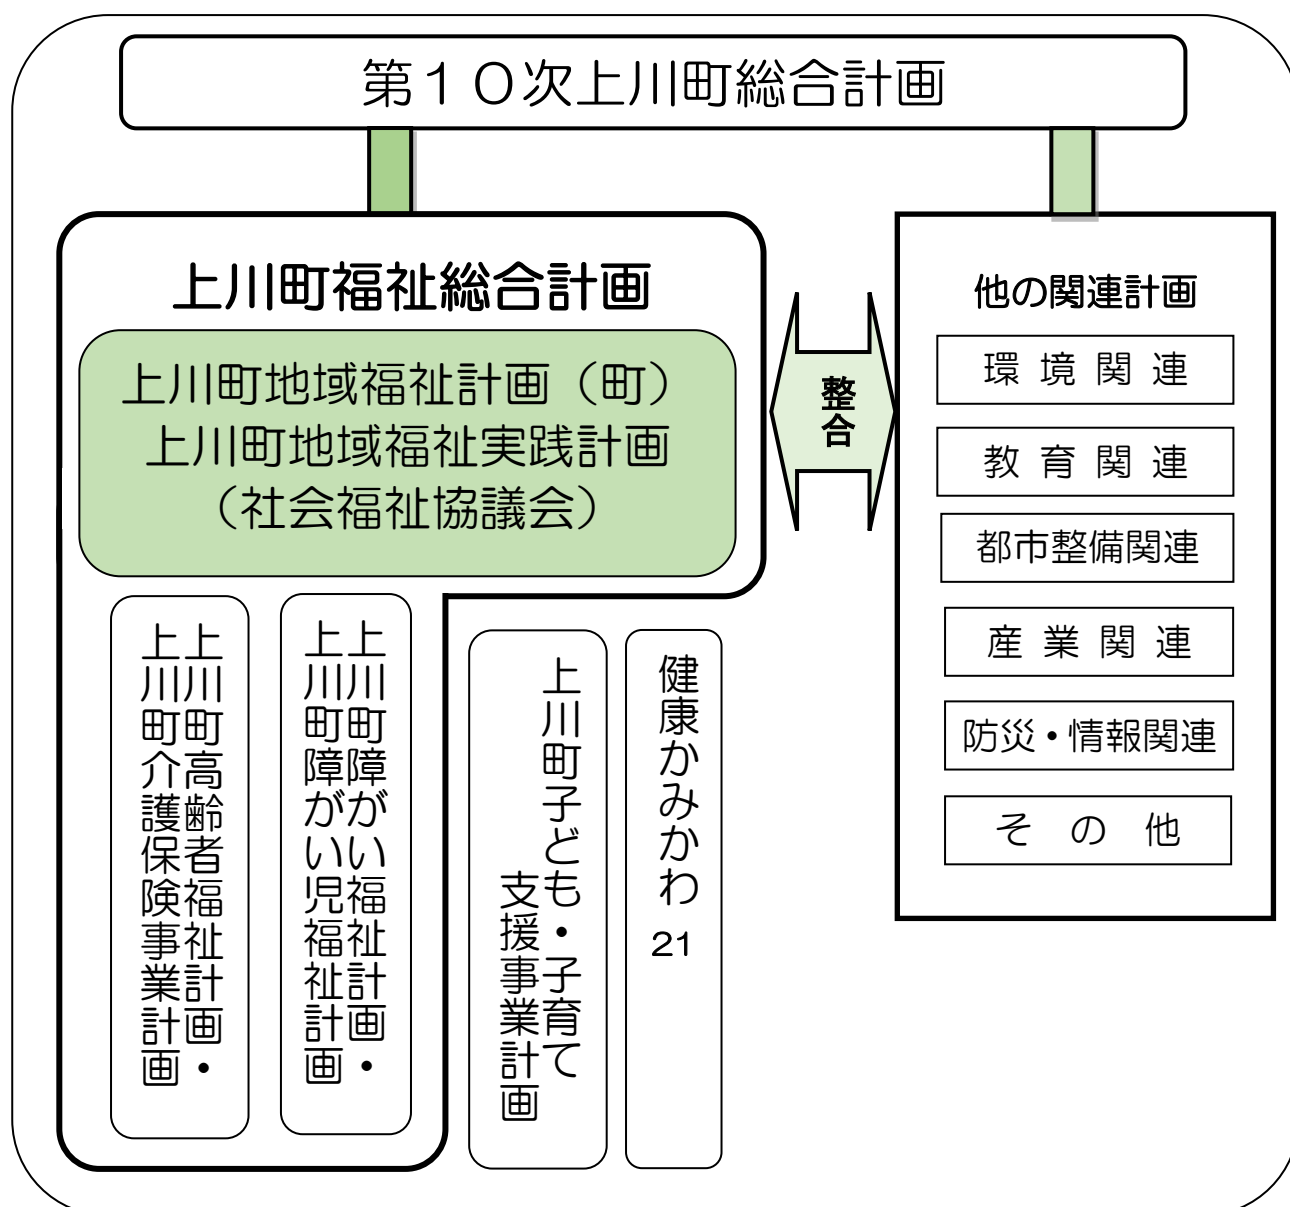 第１０次上川町総合計画
上川町福祉総合計画
上川町地域福祉計画（町）
上川町地域福祉実践計画
（社会福祉協議会）
上川町高齢者福祉計画・
上川町介護保険事業計画
上川町障がい福祉計画・
上川町障がい児福祉計画
上川町子ども・子育て
支援事業計画
健康かみかわ 21
整合
他の関連計画
環 境 関 連
教 育 関 連
都市整備関連
産 業 関 連
防災・情報関連
そ の 他